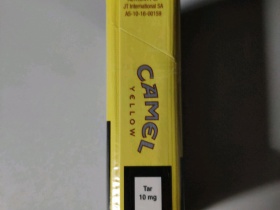 JT International SA
CAMEL
YELLOW
Tar
10 mg